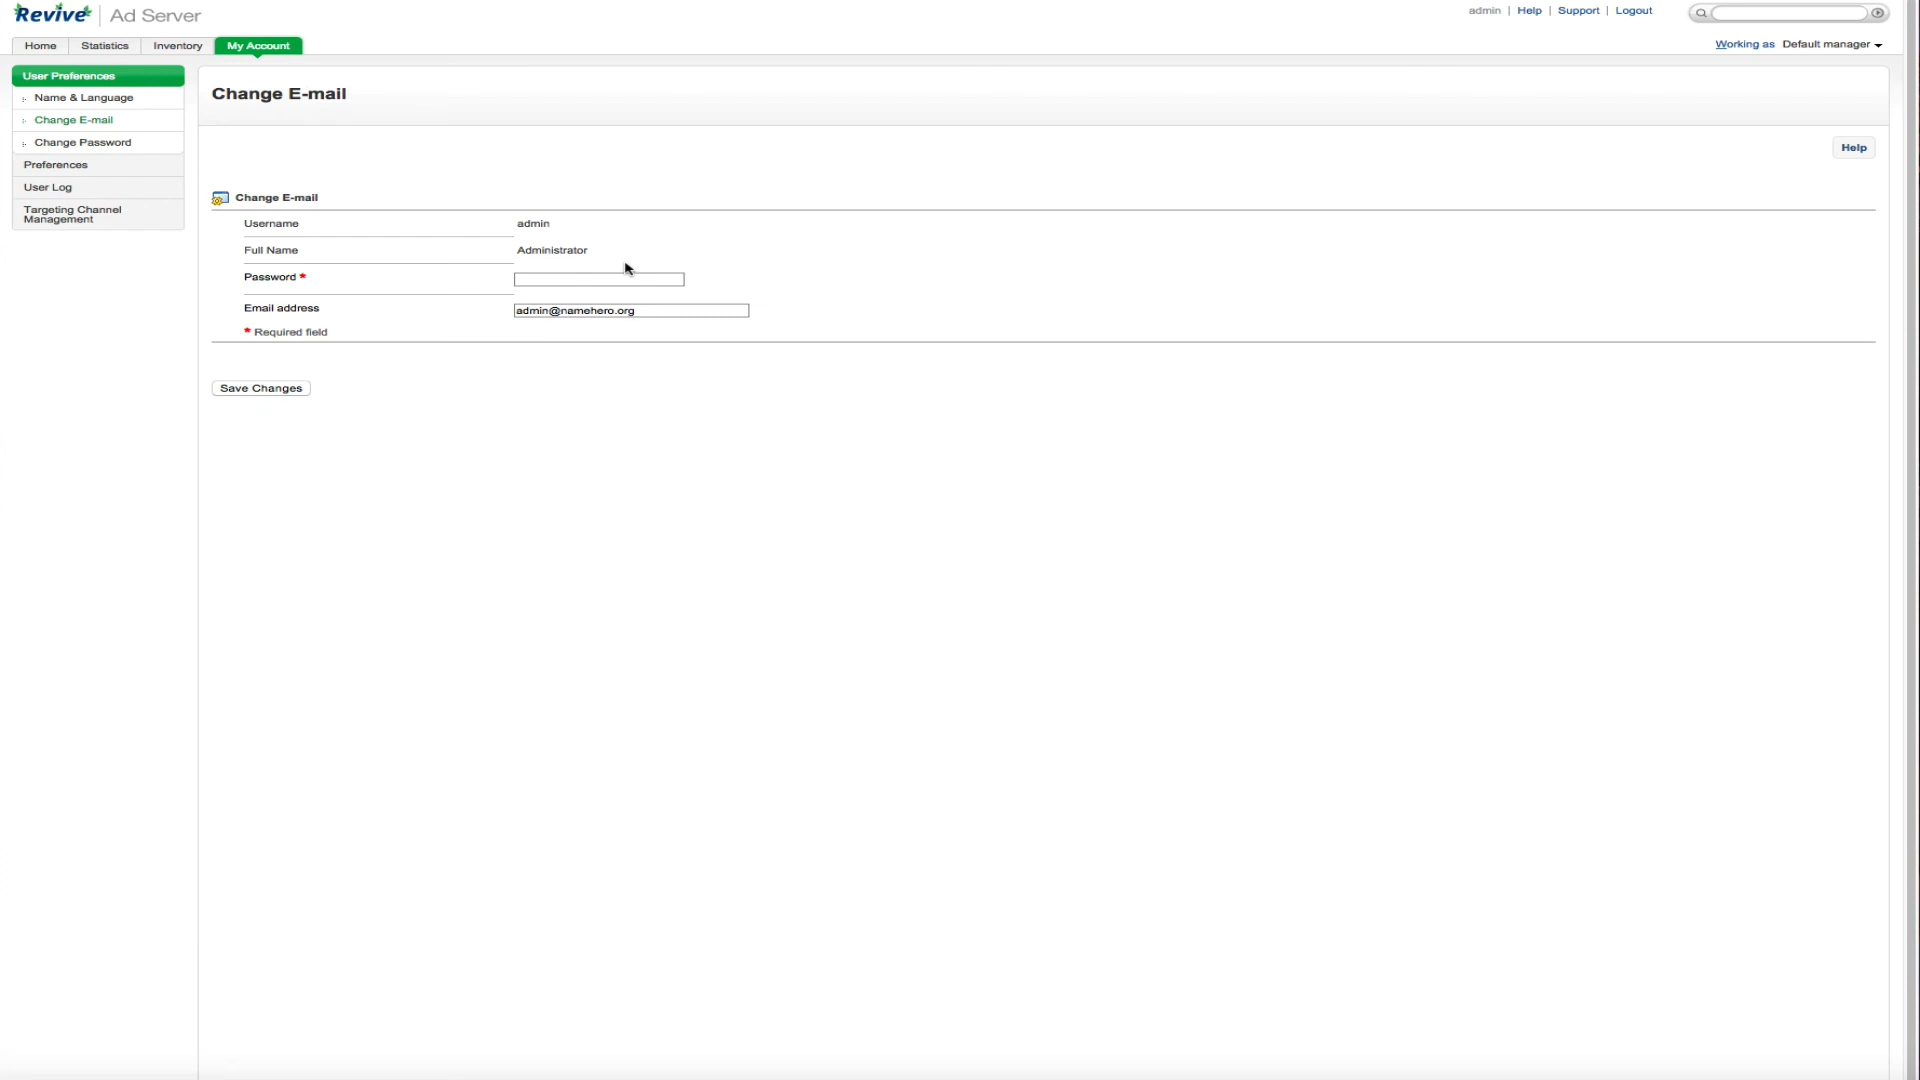 Revive Ad Server
admin | Help | Support | Logout
Home Statistics Inventory My Account
Working as Default manager
User Preferences
Name & Language
Change E-mail
Change Password
Preferences
User Log
Targeting Channel
Management
Change E-mail
Help
Change E-mail
Username admin
Full Name Administrator
Password *
Email address admin@namehero.org
* Required field
Save Changes